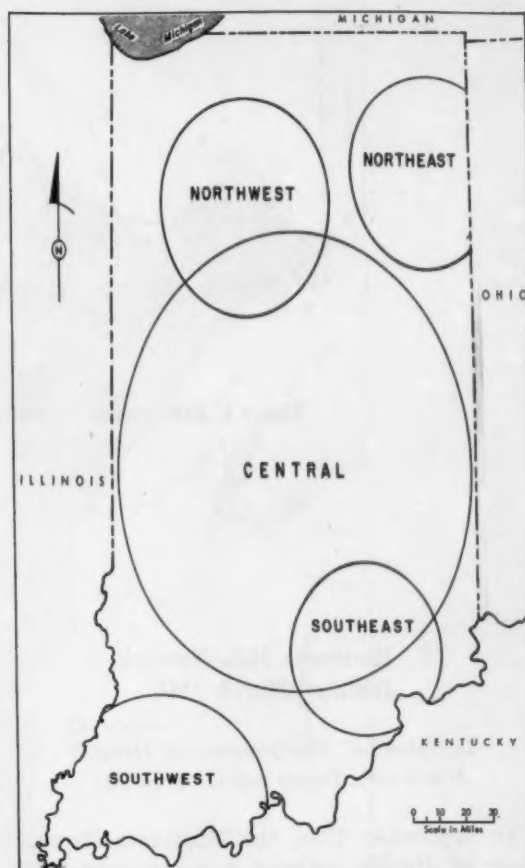 MICHIGAN
Lake Michigan
NORTHEAST
NORTHWEST
N
OHIO
CENTRAL
ILLINOIS
SOUTHEAST
KENTUCKY
SOUTHWEST
0 10 20 30
Scale in Miles